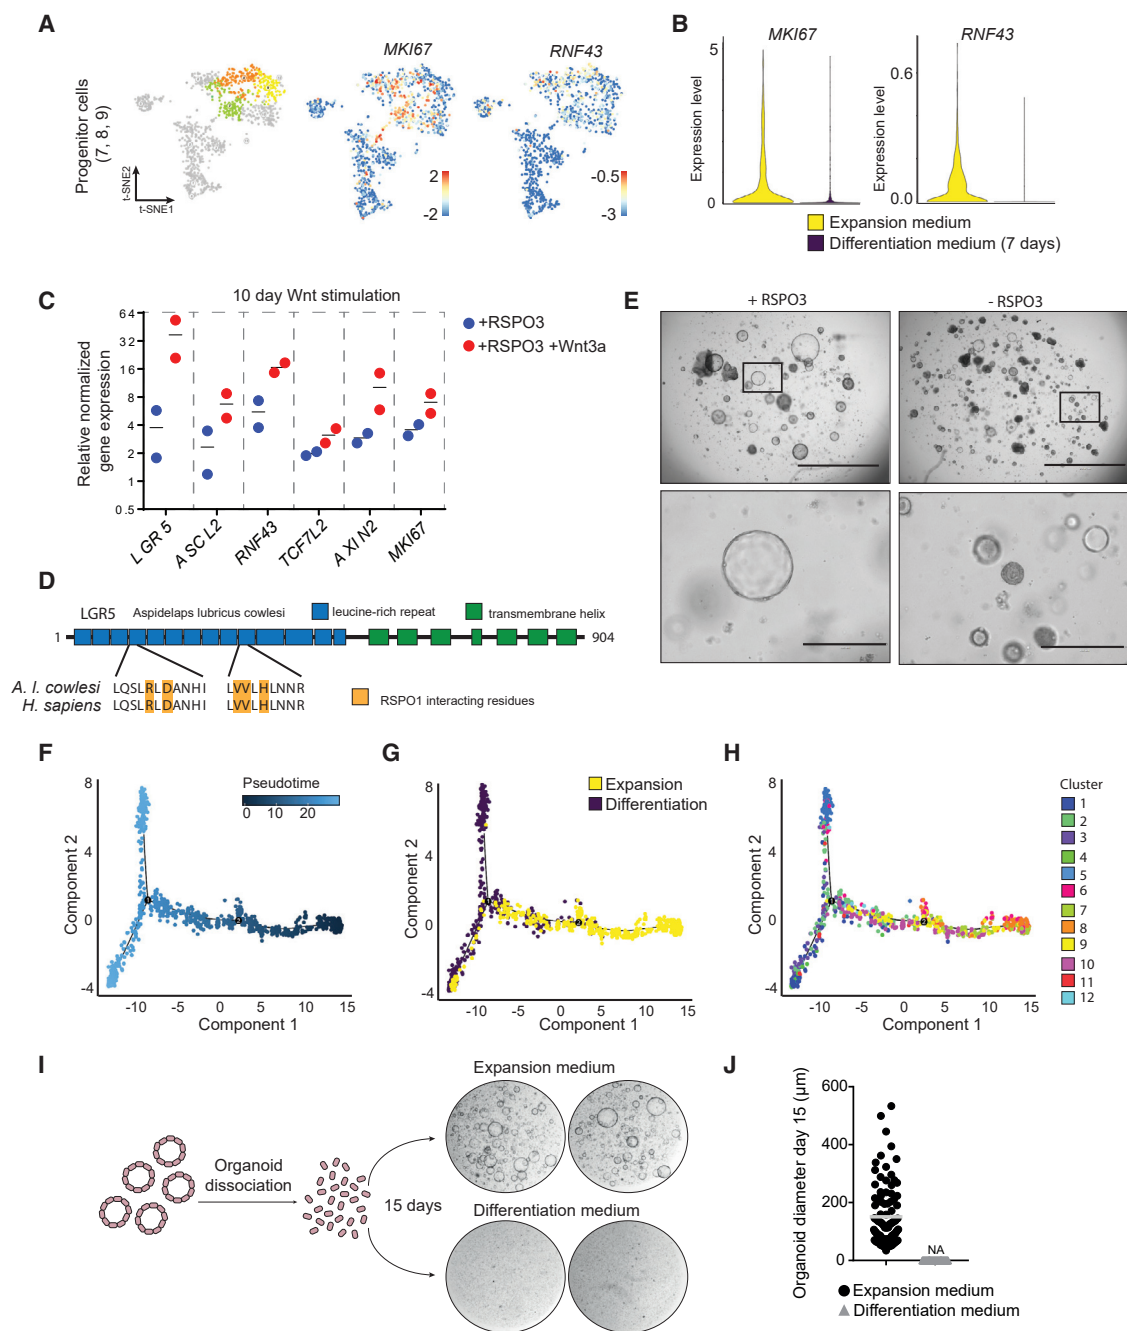 A
Progenitor cells
(7, 8, 9)
t-SNE2
t-SNE1
MKI67
2
-2
RNF43
-0.5
-3
B
MKI67
RNF43
Expression level
5
0
Expression level
0.6
0.0
Expansion medium
Differentiation medium (7 days)
C
10 day Wnt stimulation
Relative normalized
gene expression
64
32
16
8
4
2
1
0.5
LGR5
ASCL2
RNF43
TCF7L2
AXIN2
MKI67
+RSPO3
+RSPO3 +Wnt3a
D
LGR5
Aspidelaps lubricus cowlesi
leucine-rich repeat
transmembrane helix
1
904
A. l. cowlesi
LQSLRLDANHI
LVVLHLNNR
H. sapiens
LQSLRLDANHI
LVVLHLNNR
RSPO1 interacting residues
E
+ RSPO3
- RSPO3
F
Pseudotime
0 10 20
Component 2
8
4
0
-4
-10 -5 0 5 10 15
Component 1
G
Expansion
Differentiation
Component 2
8
4
0
-4
-10 -5 0 5 10 15
Component 1
H
Component 2
8
4
0
-4
-10 -5 0 5 10 15
Component 1
Cluster
1
2
3
4
5
6
7
8
9
10
11
12
I
Organoid
dissociation
15 days
Expansion medium
Differentiation medium
J
Organoid diameter day 15 (µm)
600
400
200
0
NA
Expansion medium
Differentiation medium